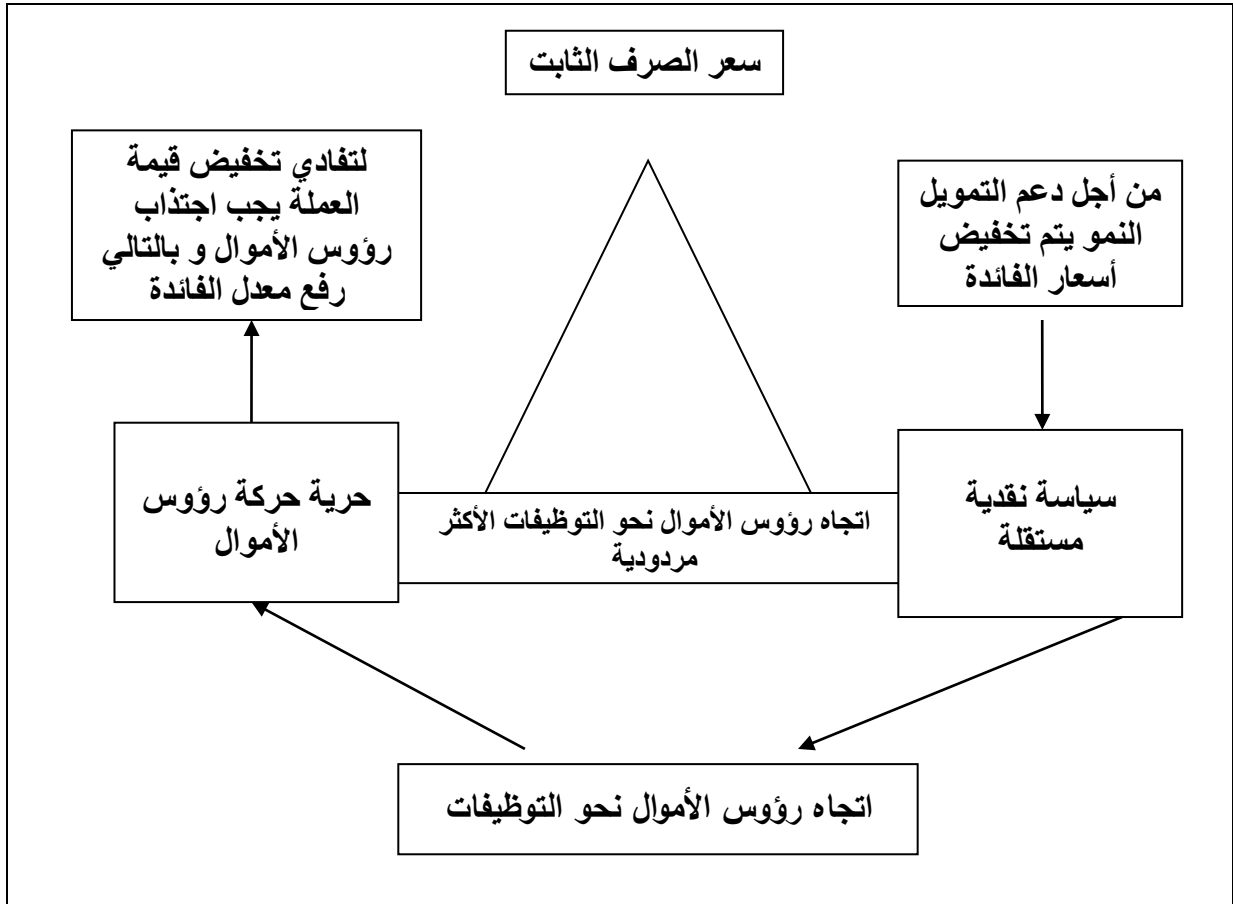 سعر الصرف الثابت
من أجل دعم التمويل
النمو يتم تخفيض
أسعار الفائدة
لتفادي تخفيض قيمة
العملة يجب اجتذاب
رؤوس الأموال و بالتالي
رفع معدل الفائدة
سياسة نقدية
مستقلة
اتجاه رؤوس الأموال نحو التوظيفات الأكثر
مردودية
حرية حركة رؤوس
الأموال
اتجاه رؤوس الأموال نحو التوظيفات